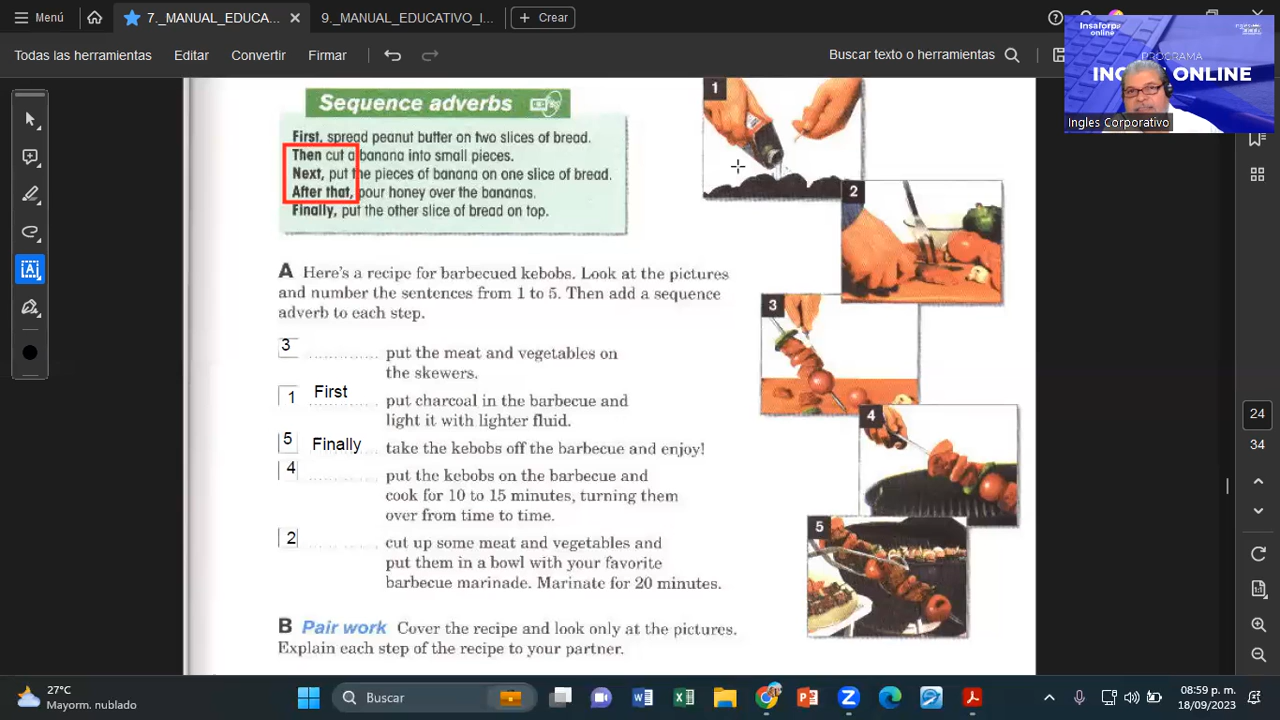 Menú
7._MANUAL_EDUCA...
9._MANUAL_EDUCATIVO_I...
Crear
Todas las herramientas
Editar
Convertir
Firmar
Buscar texto o herramientas
Insaforp
online
PROGRAMA
INGLES ONLINE
Ingles Corporativo
Sequence adverbs
First, spread peanut butter on two slices of bread.
Then cut a banana into small pieces.
Next, put the pieces of banana on one slice of bread.
After that, pour honey over the bananas.
Finally, put the other slice of bread on top.
A Here's a recipe for barbecued kebobs. Look at the pictures
and number the sentences from 1 to 5. Then add a sequence
adverb to each step.
3 put the meat and vegetables on
the skewers.
1 First put charcoal in the barbecue and
light it with lighter fluid.
5 Finally take the kebobs off the barbecue and enjoy!
4 put the kebobs on the barbecue and
cook for 10 to 15 minutes, turning them
over from time to time.
2 cut up some meat and vegetables and
put them in a bowl with your favorite
barbecue marinade. Marinate for 20 minutes.
B Pair work Cover the recipe and look only at the pictures.
Explain each step of the recipe to your partner.
1
2
3
4
5
24
34
27°C
Mayorm. nublado
Buscar
08:59 p. m.
18/09/2023